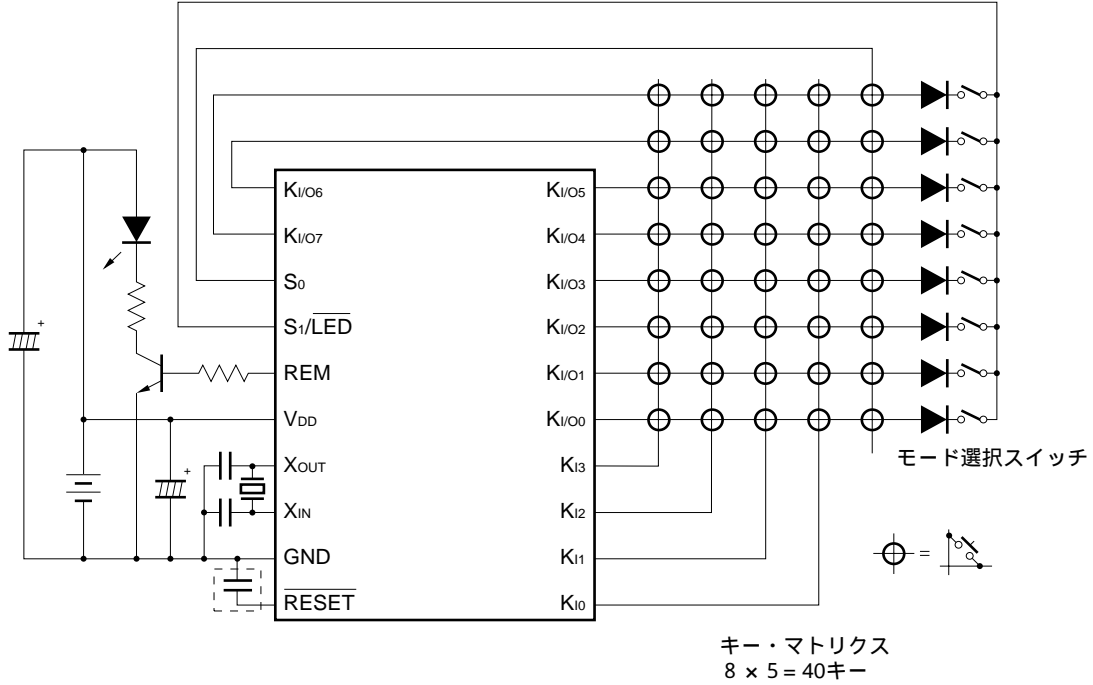 KI/O6
KI/O7
S0
S1/LED
REM
VDD
XOUT
XIN
GND
RESET
KI/O5
KI/O4
KI/O3
KI/O2
KI/O1
KI/O0
KI3
KI2
KI1
KI0
+
+
モード選択スイッチ
=
キー・マトリクス
8 × 5 = 40キー